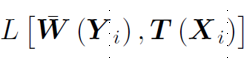 L [W̄ (Y_i) , T (X_i)]